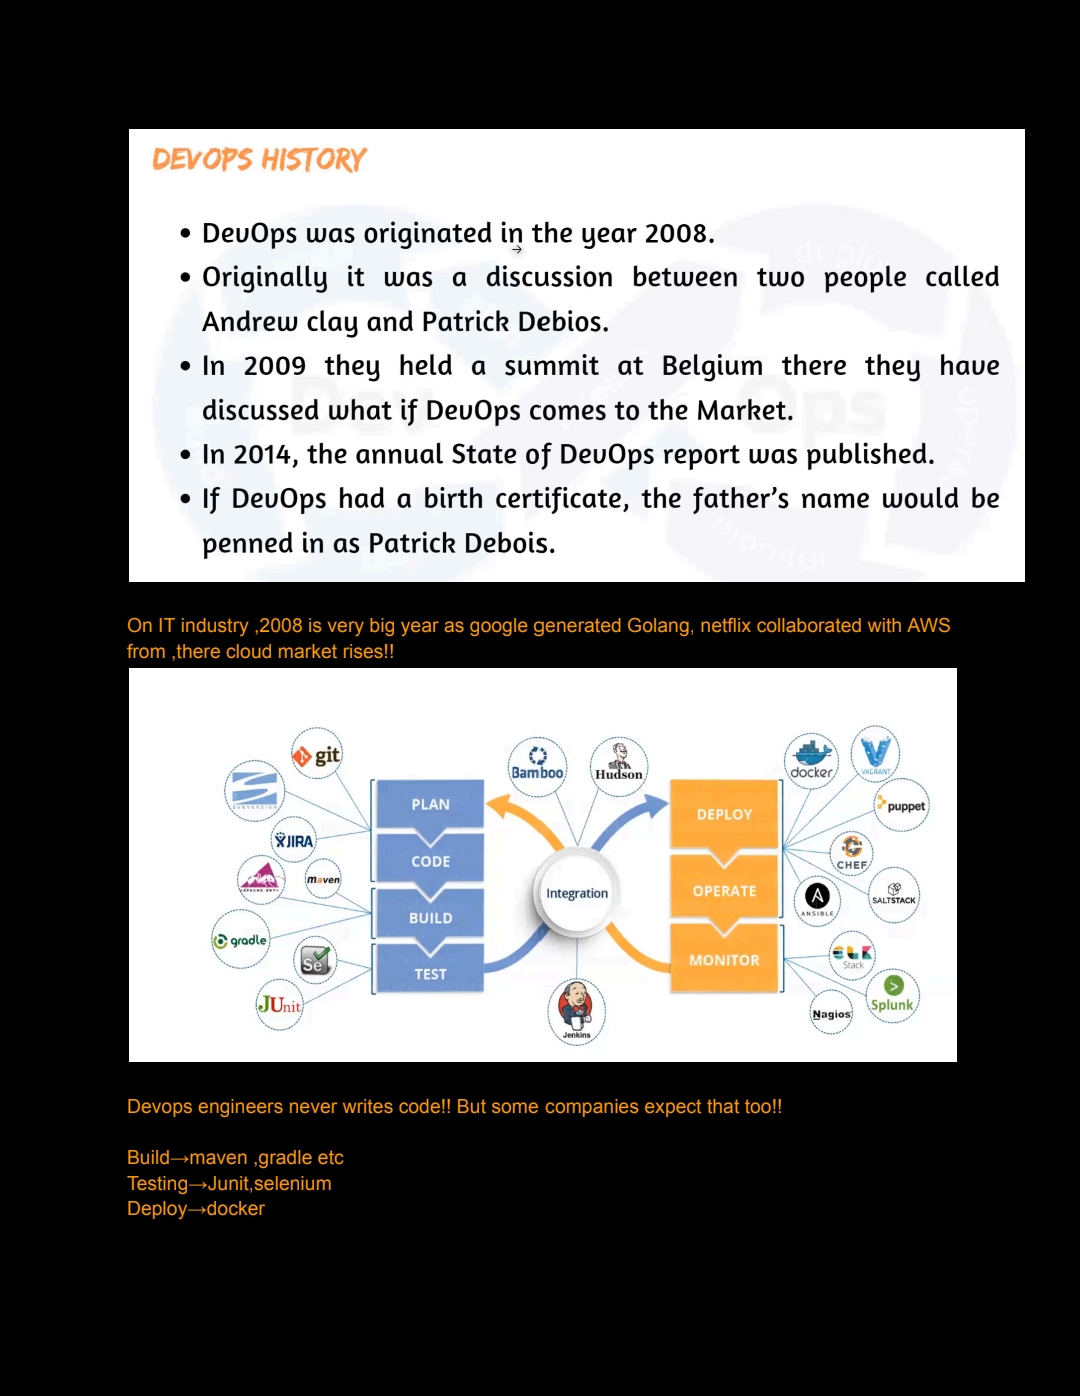 DEVOPS HISTORY
• DevOps was originated in the year 2008.
• Originally it was a discussion between two people called
Andrew clay and Patrick Debios.
• In 2009 they held a summit at Belgium there they have
discussed what if DevOps comes to the Market.
• In 2014, the annual State of DevOps report was published.
• If DevOps had a birth certificate, the father's name would be
penned in as Patrick Debois.
Dev Ops
deploy
monitor
On IT industry ,2008 is very big year as google generated Golang, netflix collaborated with AWS
from ,there cloud market rises!!
git
SUBVERSION
JIRA
APACHE ANT
maven
gradle
Se
JUnit
PLAN
CODE
BUILD
TEST
Bamboo
Hudson
Integration
Jenkins
DEPLOY
OPERATE
MONITOR
docker
VAGRANT
puppet
CHEF
ANSIBLE
SALTSTACK
ELK
Stack
Splunk
Nagios
Devops engineers never writes code!! But some companies expect that too!!
Build→maven ,gradle etc
Testing→Junit,selenium
Deploy→docker